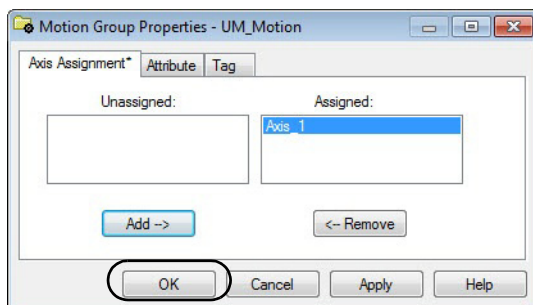 Motion Group Properties - UM_Motion
Axis Assignment* Attribute Tag
Unassigned: Assigned:
Axis_1
Add --> <-- Remove
OK Cancel Apply Help